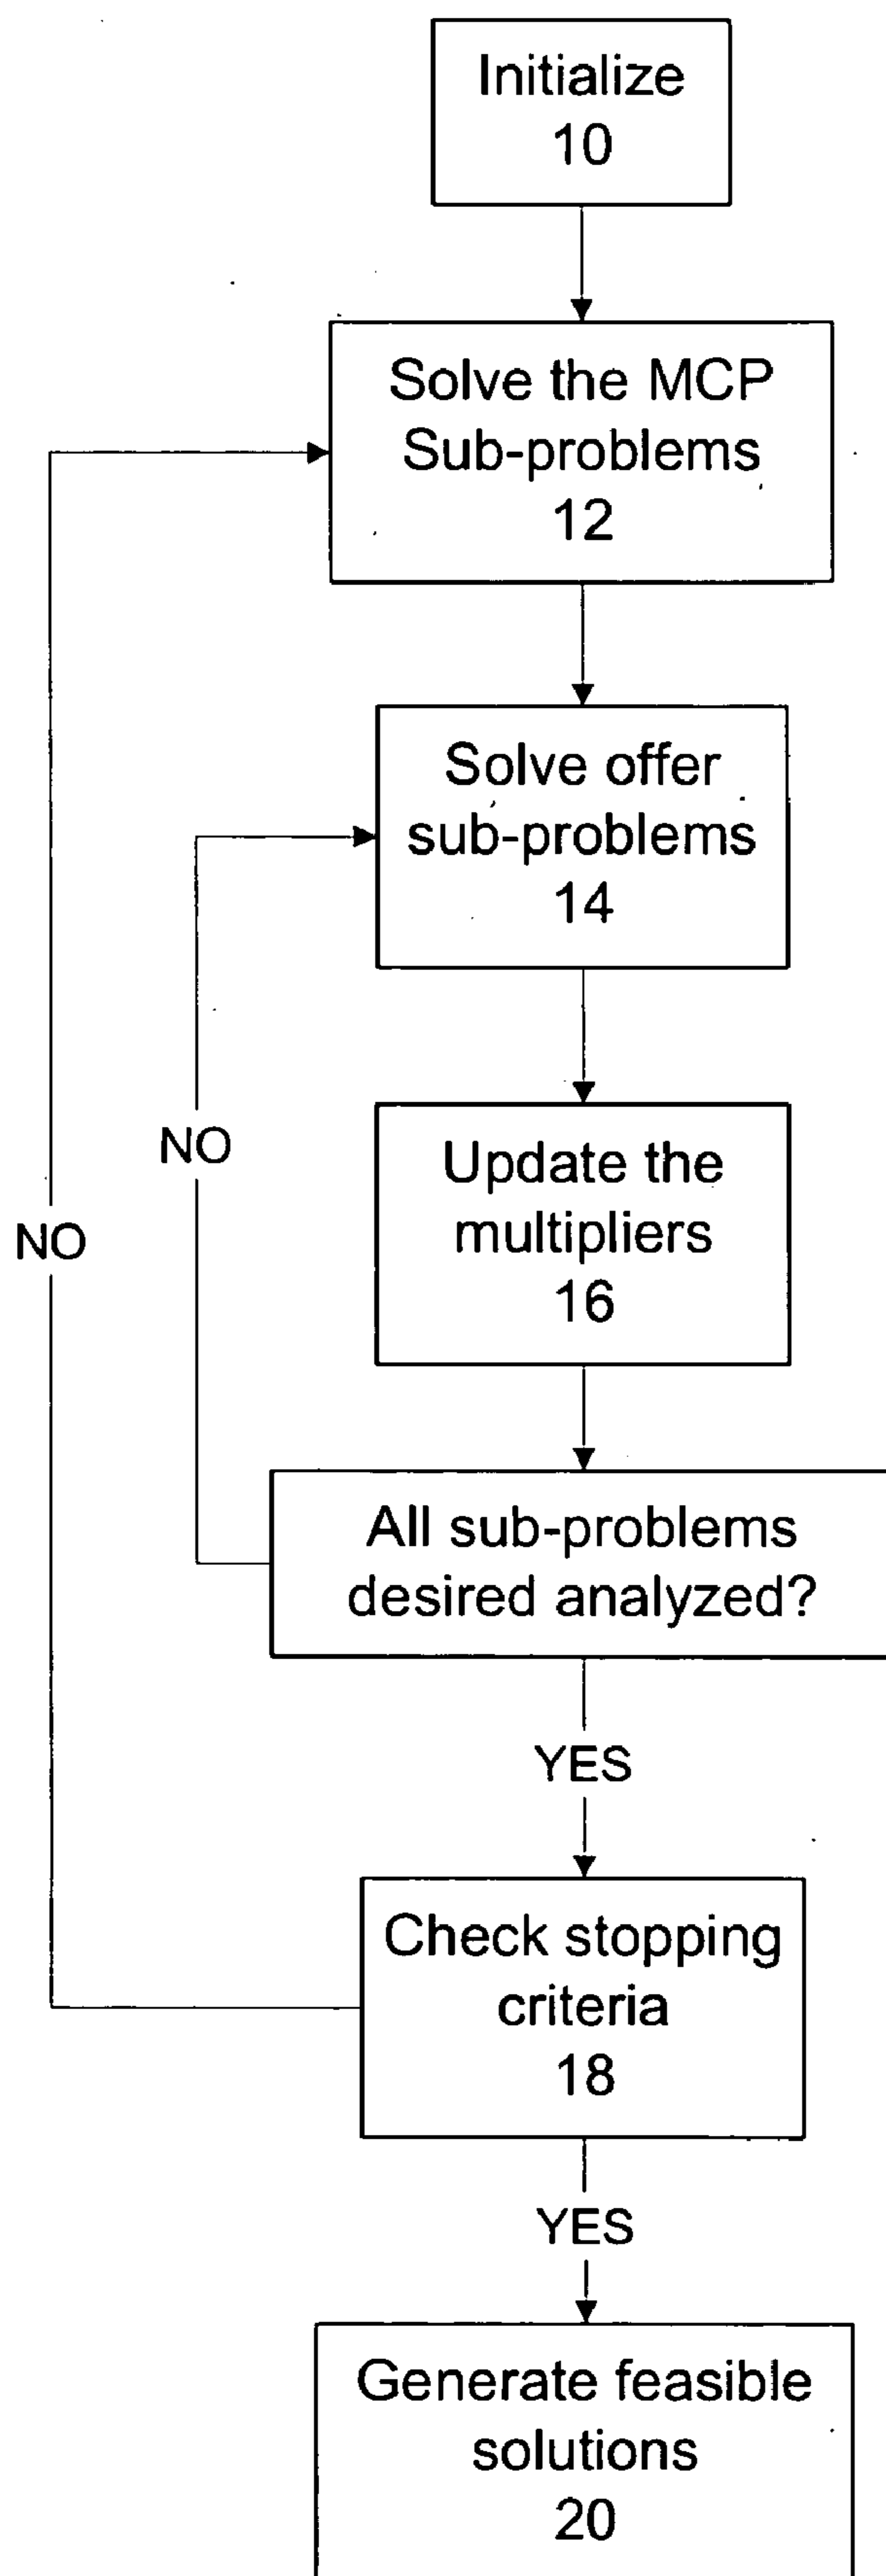 Initialize
10
Solve the MCP
Sub-problems
12
Solve offer
sub-problems
14
NO
Update the
multipliers
16
NO
All sub-problems
desired analyzed?
YES
Check stopping
criteria
18
YES
Generate feasible
solutions
20